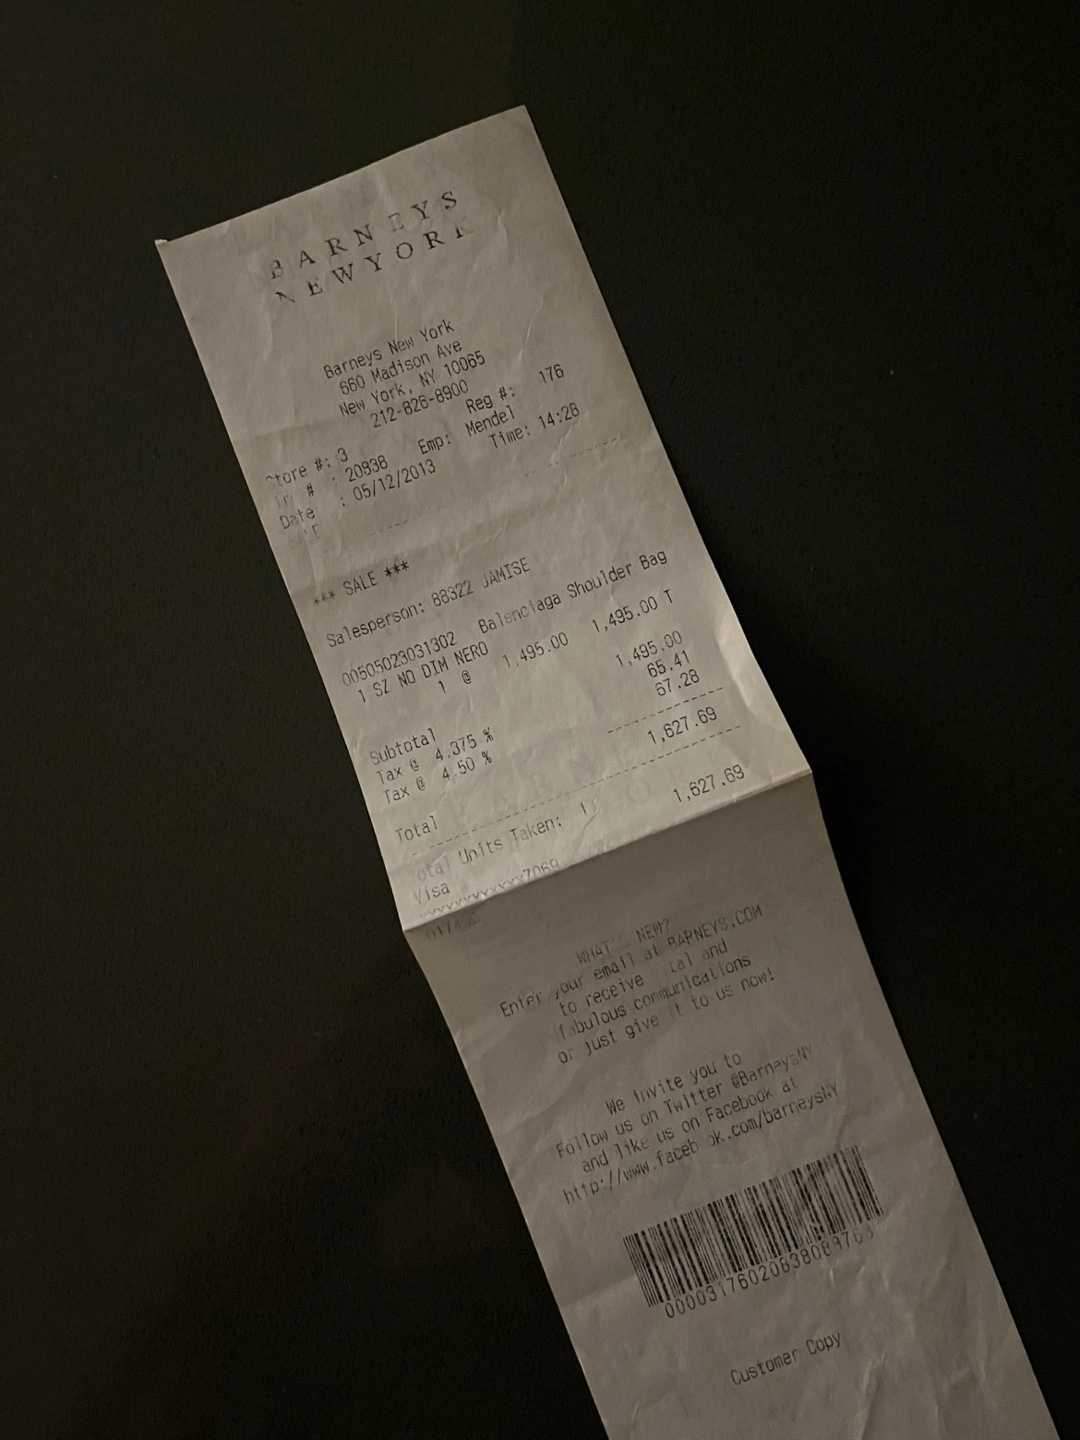 BARNEYS
NEWYORK
Barneys New York
660 Madison Ave
New York, NY 10065
212-826-8900
Store #: 3 Reg #: 176
Tr # : 20838 Emp: Mendel
Date : 05/12/2013 Time: 14:28
SALE
*** SALE ***
Salesperson: 88322 JAMISE
00505023031302 Balenciaga Shoulder Bag
1 SZ NO DIM NERO
1 @ 1,495.00 1,495.00 T
Subtotal 1,495.00
Tax @ 4.375 % 65.41
Tax @ 4.50 % 67.28
Total 1,627.69
Total Units Taken: 1
Visa 1,627.69
WHAT'S NEW?
Enter your email at BARNEYS.COM
to receive and
fabulous communications
or just give it to us now!
We invite you to
Follow us on Twitter @BarneysNY
and like us on Facebook at
http://www.facebook.com/barneysNY
Customer Copy